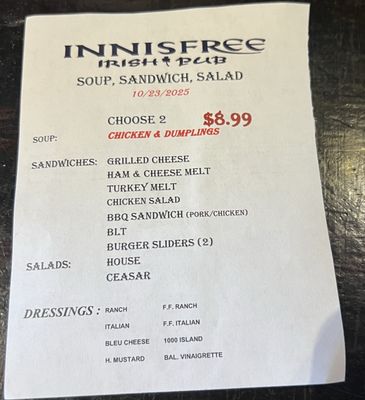 INNISFREE
IRISH PUB
SOUP, SANDWICH, SALAD
10/23/2025
CHOOSE 2 $8.99
SOUP: CHICKEN & DUMPLINGS
SANDWICHES: GRILLED CHEESE
HAM & CHEESE MELT
TURKEY MELT
CHICKEN SALAD
BBQ SANDWICH (PORK/CHICKEN)
BLT
BURGER SLIDERS (2)
SALADS: HOUSE
CEASAR
DRESSINGS: RANCH F.F. RANCH
ITALIAN F.F. ITALIAN
BLEU CHEESE 1000 ISLAND
H. MUSTARD BAL. VINAIGRETTE